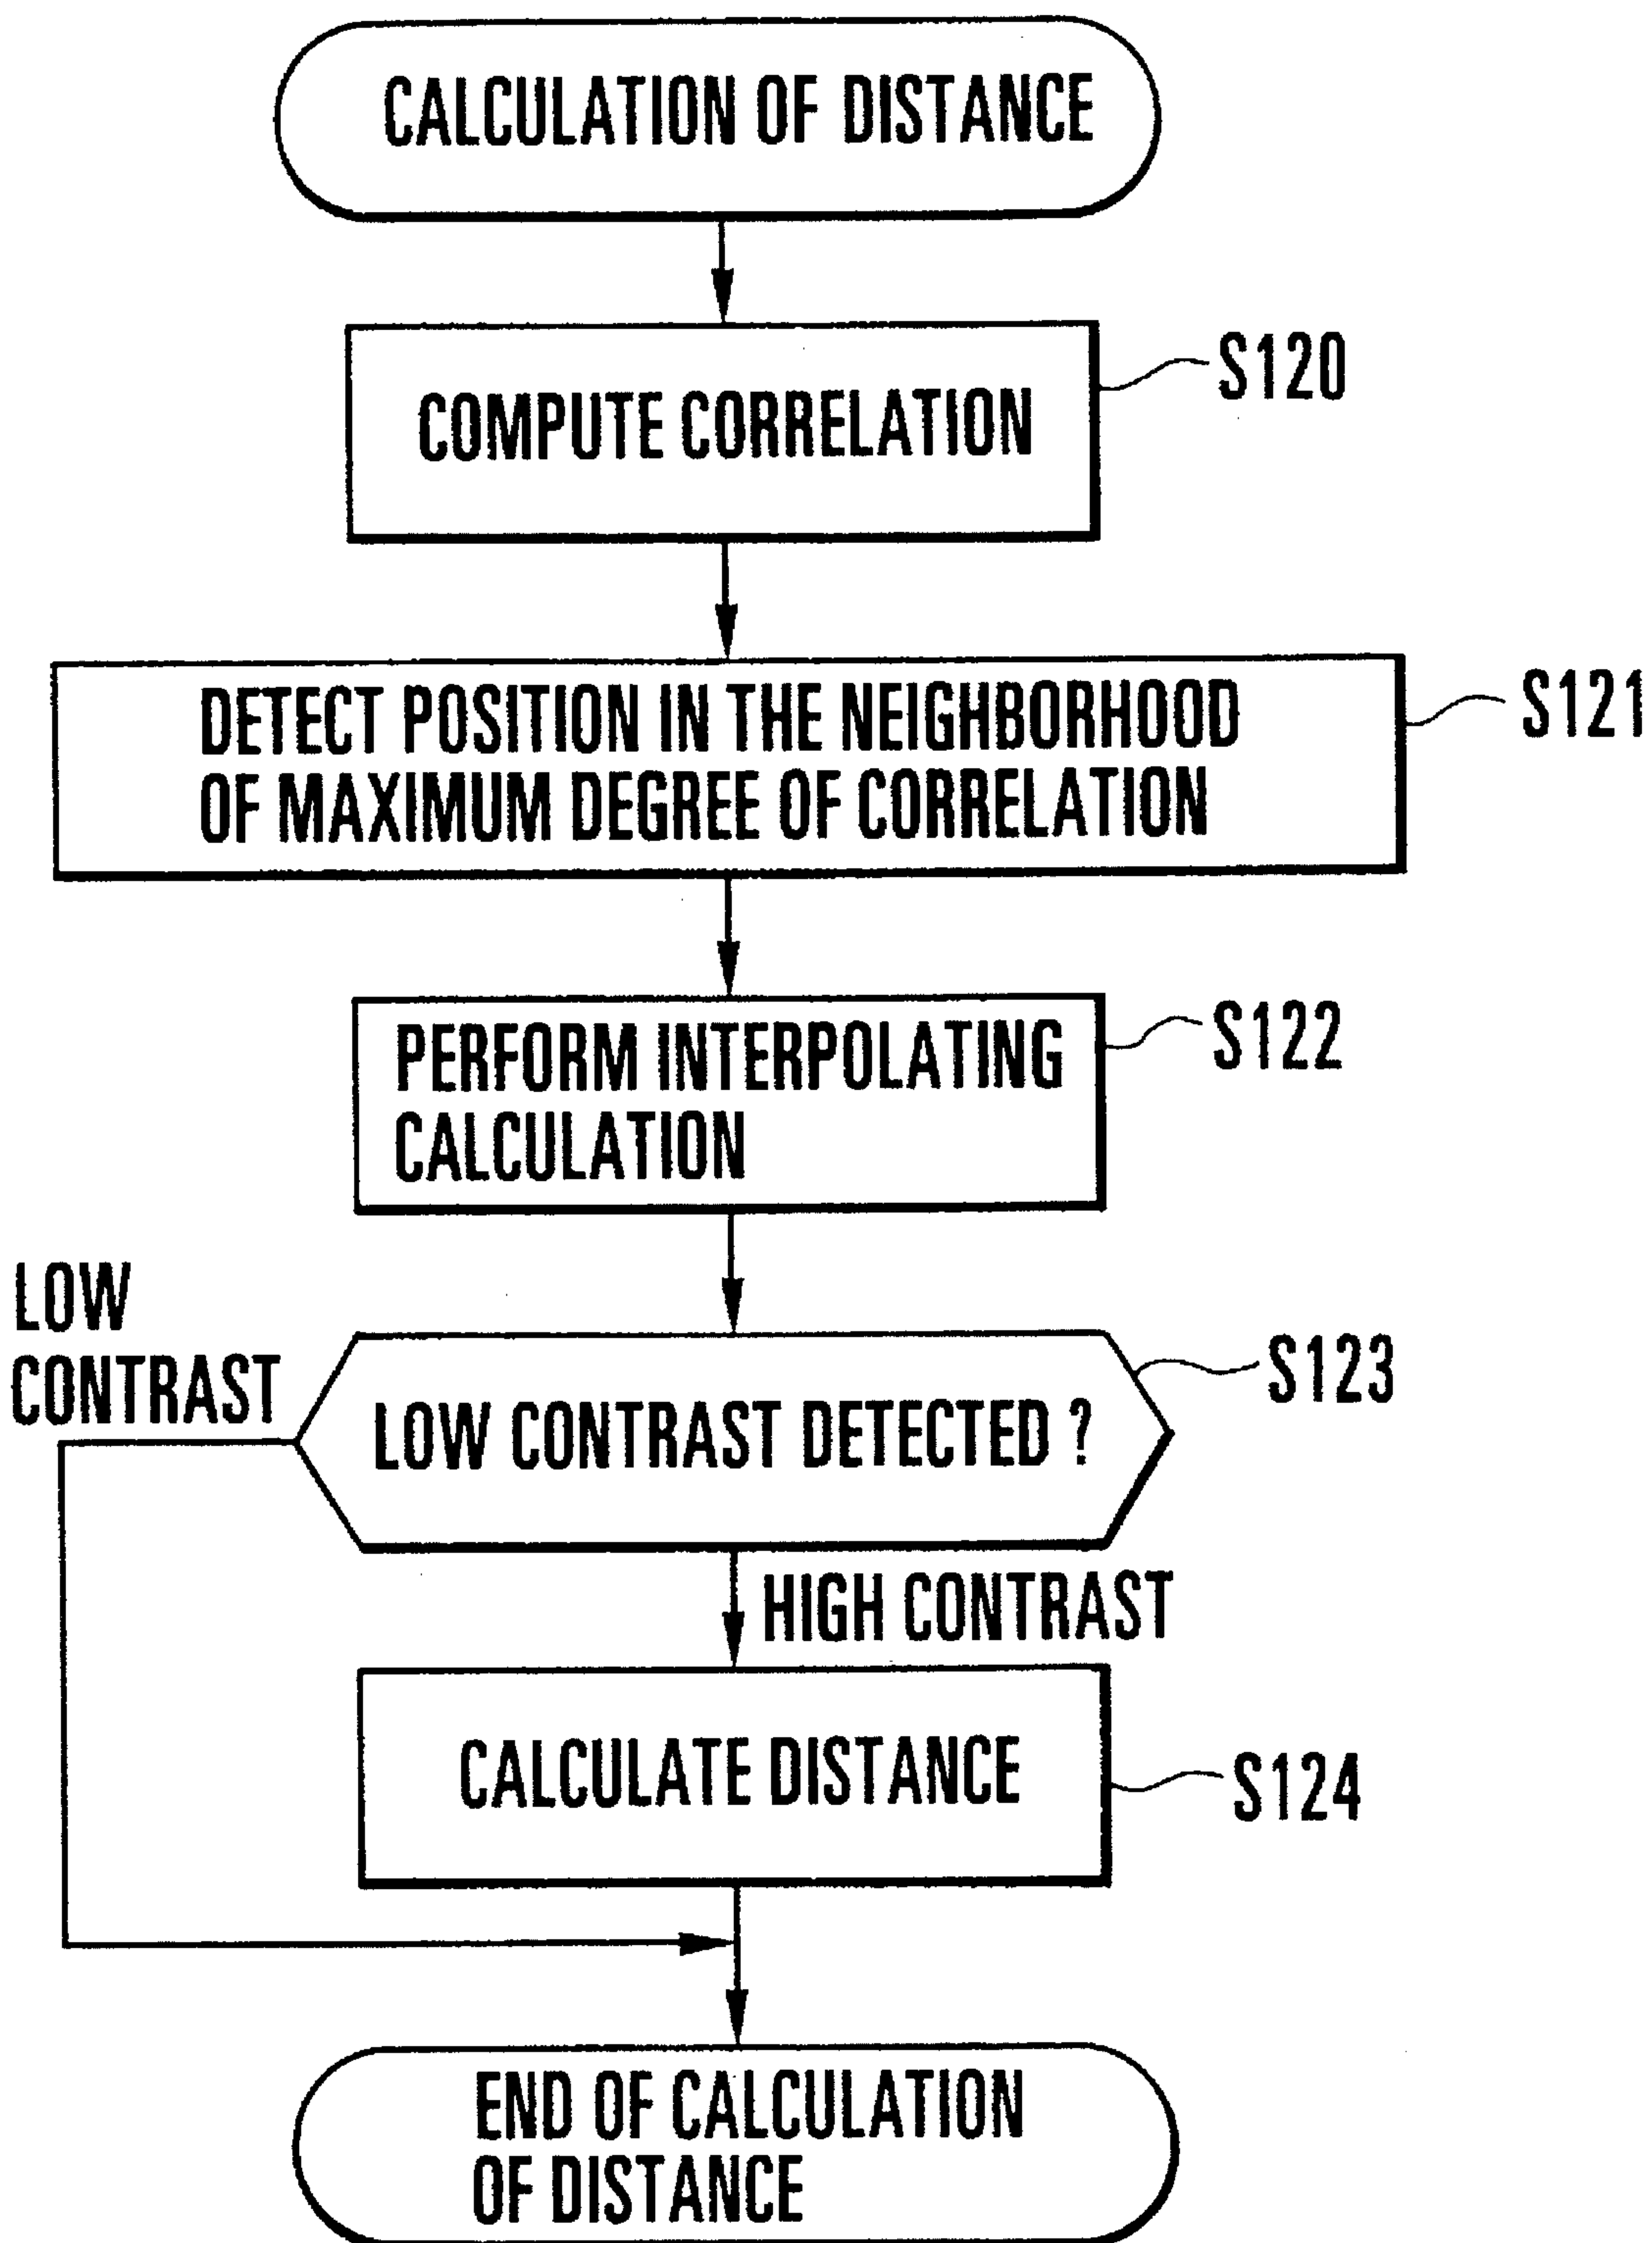 CALCULATION OF DISTANCE
COMPUTE CORRELATION
S120
DETECT POSITION IN THE NEIGHBORHOOD
OF MAXIMUM DEGREE OF CORRELATION
S121
PERFORM INTERPOLATING
CALCULATION
S122
LOW
CONTRAST
LOW CONTRAST DETECTED ?
S123
HIGH CONTRAST
CALCULATE DISTANCE
S124
END OF CALCULATION
OF DISTANCE